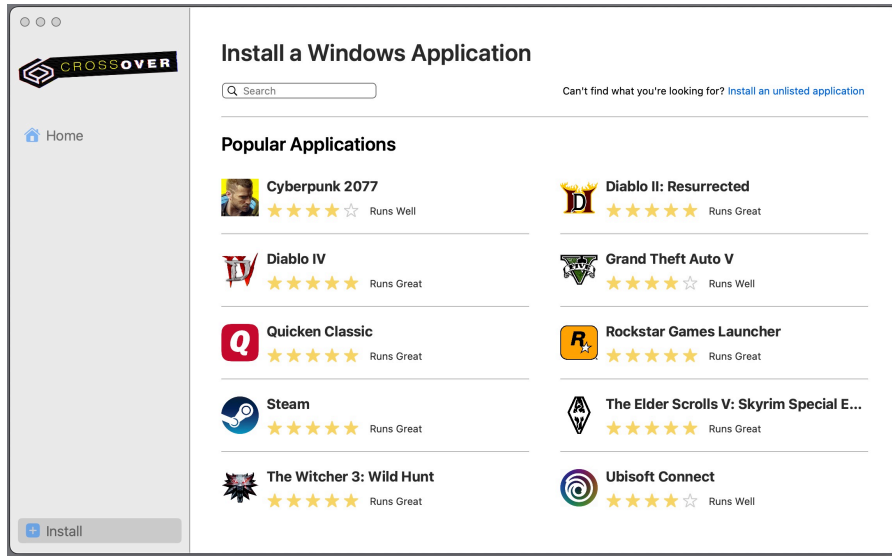 CROSSOVER
Home
Install
Install a Windows Application
Search
Can't find what you're looking for? Install an unlisted application
Popular Applications
Cyberpunk 2077
Runs Well
Diablo II: Resurrected
Runs Great
Diablo IV
Runs Great
Grand Theft Auto V
Runs Well
Quicken Classic
Runs Great
Rockstar Games Launcher
Runs Great
Steam
Runs Great
The Elder Scrolls V: Skyrim Special E...
Runs Great
The Witcher 3: Wild Hunt
Runs Great
Ubisoft Connect
Runs Well